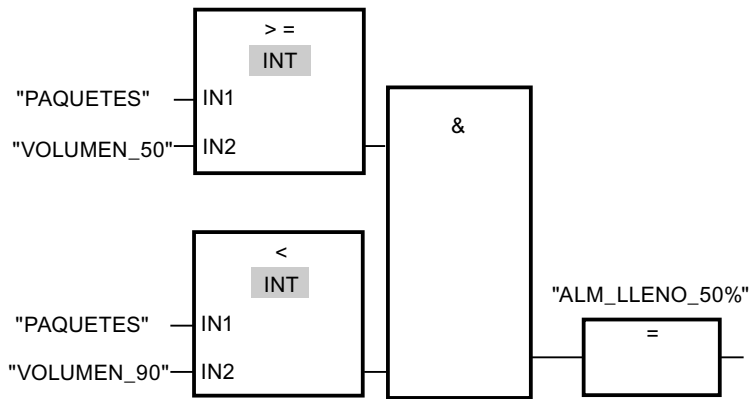 > =
INT
"PAQUETES" IN1
"VOLUMEN_50" IN2
&
<
INT
"PAQUETES" IN1
"VOLUMEN_90" IN2
"ALM_LLENO_50%"
=